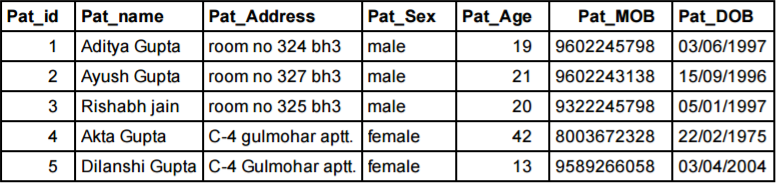 Pat_id Pat_name Pat_Address Pat_Sex Pat_Age Pat_MOB Pat_DOB
1 Aditya Gupta room no 324 bh3 male 19 9602245798 03/06/1997
2 Ayush Gupta room no 327 bh3 male 21 9602243138 15/09/1996
3 Rishabh jain room no 325 bh3 male 20 9322245798 05/01/1997
4 Akta Gupta C-4 gulmohar aptt. female 42 8003672328 22/02/1975
5 Dilanshi Gupta C-4 Gulmohar aptt. female 13 9589266058 03/04/2004